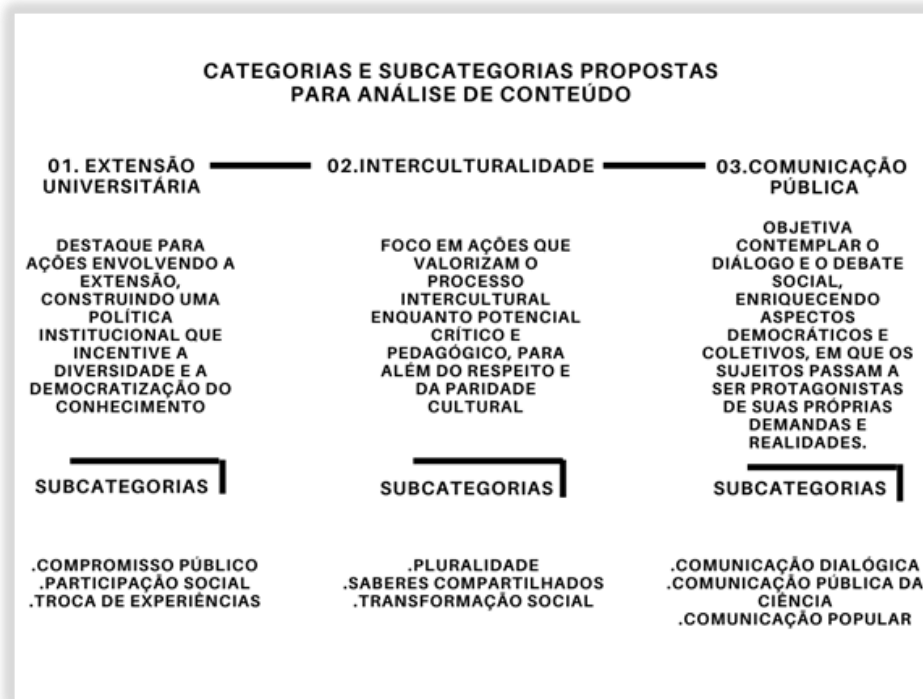 CATEGORIAS E SUBCATEGORIAS PROPOSTAS
PARA ANÁLISE DE CONTEÚDO
01. EXTENSÃO
UNIVERSITÁRIA
DESTAQUE PARA
AÇÕES ENVOLVENDO A
EXTENSÃO,
CONSTRUINDO UMA
POLÍTICA
INSTITUCIONAL QUE
INCENTIVE A
DIVERSIDADE E A
DEMOCRATIZAÇÃO DO
CONHECIMENTO
SUBCATEGORIAS
.COMPROMISSO PÚBLICO
.PARTICIPAÇÃO SOCIAL
.TROCA DE EXPERIÊNCIAS
02.INTERCULTURALIDADE
FOCO EM AÇÕES QUE
VALORIZAM O
PROCESSO
INTERCULTURAL
ENQUANTO POTENCIAL
CRÍTICO E
PEDAGÓGICO, PARA
ALÉM DO RESPEITO E
DA PARIDADE
CULTURAL
SUBCATEGORIAS
.PLURALIDADE
.SABERES COMPARTILHADOS
.TRANSFORMAÇÃO SOCIAL
03.COMUNICAÇÃO
PÚBLICA
OBJETIVA
CONTEMPLAR O
DIÁLOGO E O DEBATE
SOCIAL,
ENRIQUECENDO
ASPECTOS
DEMOCRÁTICOS E
COLETIVOS, EM QUE OS
SUJEITOS PASSAM A
SER PROTAGONISTAS
DE SUAS PRÓPRIAS
DEMANDAS E
REALIDADES.
SUBCATEGORIAS
.COMUNICAÇÃO DIALÓGICA
.COMUNICAÇÃO PÚBLICA DA
CIÊNCIA
.COMUNICAÇÃO POPULAR